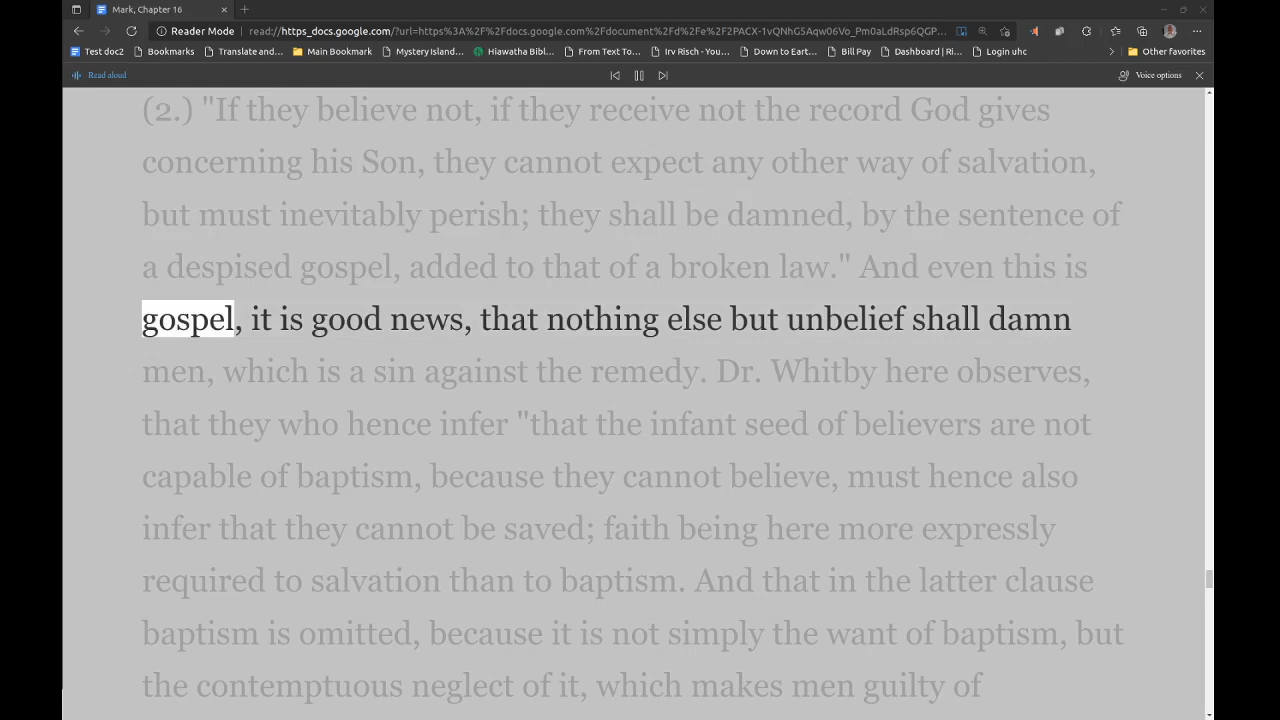 Mark, Chapter 16
Reader Mode
read://https_docs.google.com/?url=https%3A%2F%2Fdocs.google.com%2Fdocument%2Fd%2Fe%2F2PACX-1vQNhG5Aqw06Vo_Pm0aLdRsp6QGP...
Test doc2 Bookmarks Translate and... Main Bookmark Mystery Island... Hiawatha Bibl... From Text To... Irv Risch - You... Down to Eart... Bill Pay Dashboard | Ri... Login uhc Other favorites
Read aloud Voice options
(2.) "If they believe not, if they receive not the record God gives
concerning his Son, they cannot expect any other way of salvation,
but must inevitably perish; they shall be damned, by the sentence of
a despised gospel, added to that of a broken law." And even this is
gospel, it is good news, that nothing else but unbelief shall damn
men, which is a sin against the remedy. Dr. Whitby here observes,
that they who hence infer "that the infant seed of believers are not
capable of baptism, because they cannot believe, must hence also
infer that they cannot be saved; faith being here more expressly
required to salvation than to baptism. And that in the latter clause
baptism is omitted, because it is not simply the want of baptism, but
the contemptuous neglect of it, which makes men guilty of